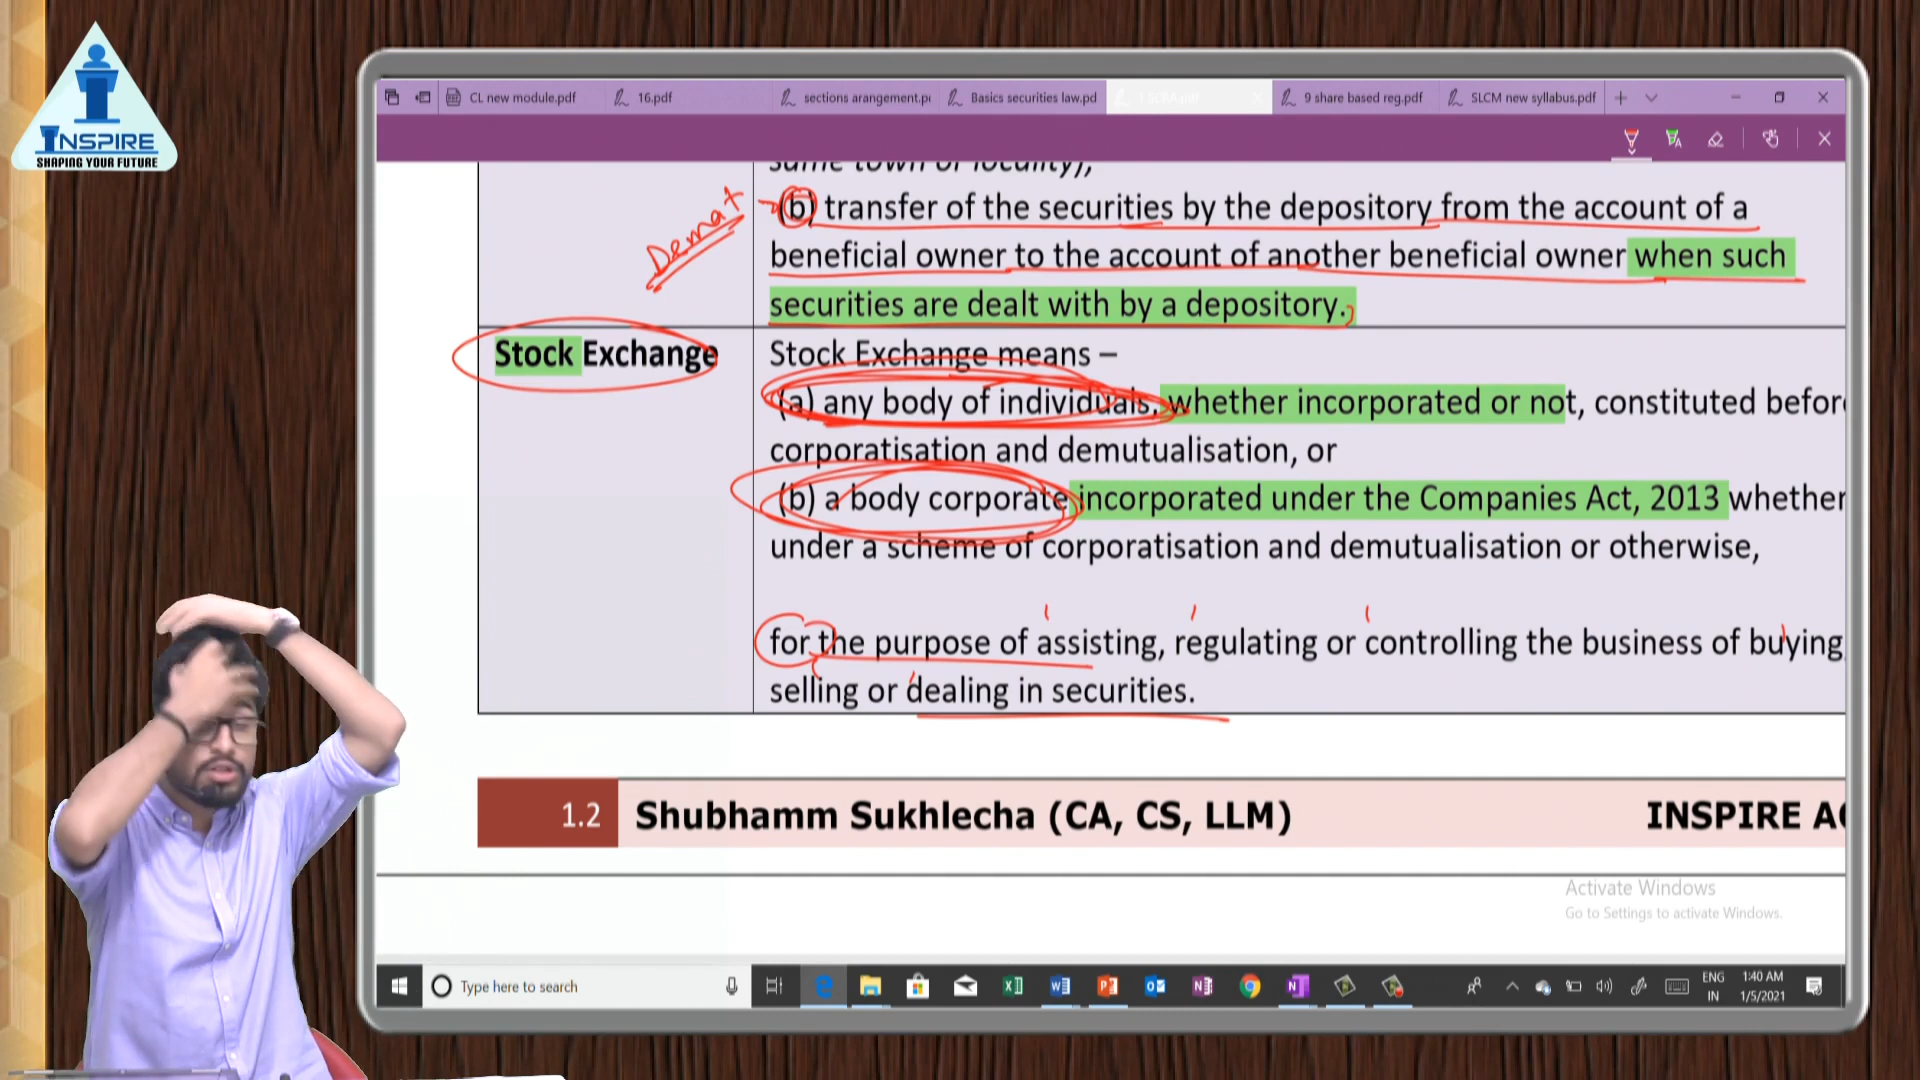 INSPIRE
SHAPING YOUR FUTURE
CL new module.pdf
16.pdf
sections arangement.p
Basics securities law.pd
9 share based reg.pdf
SLCM new syllabus.pdf
same town or locality),
Demat
(b) transfer of the securities by the depository from the account of a
beneficial owner to the account of another beneficial owner when such
securities are dealt with by a depository.
Stock Exchange
Stock Exchange means –
(a) any body of individuals, whether incorporated or not, constituted before
corporatisation and demutualisation, or
(b) a body corporate incorporated under the Companies Act, 2013 whether
under a scheme of corporatisation and demutualisation or otherwise,
for the purpose of assisting, regulating or controlling the business of buying,
selling or dealing in securities.
1.2
Shubhamm Sukhlecha (CA, CS, LLM)
INSPIRE AC
Activate Windows
Go to Settings to activate Windows.
Type here to search
ENG
IN
1:40 AM
1/5/2021